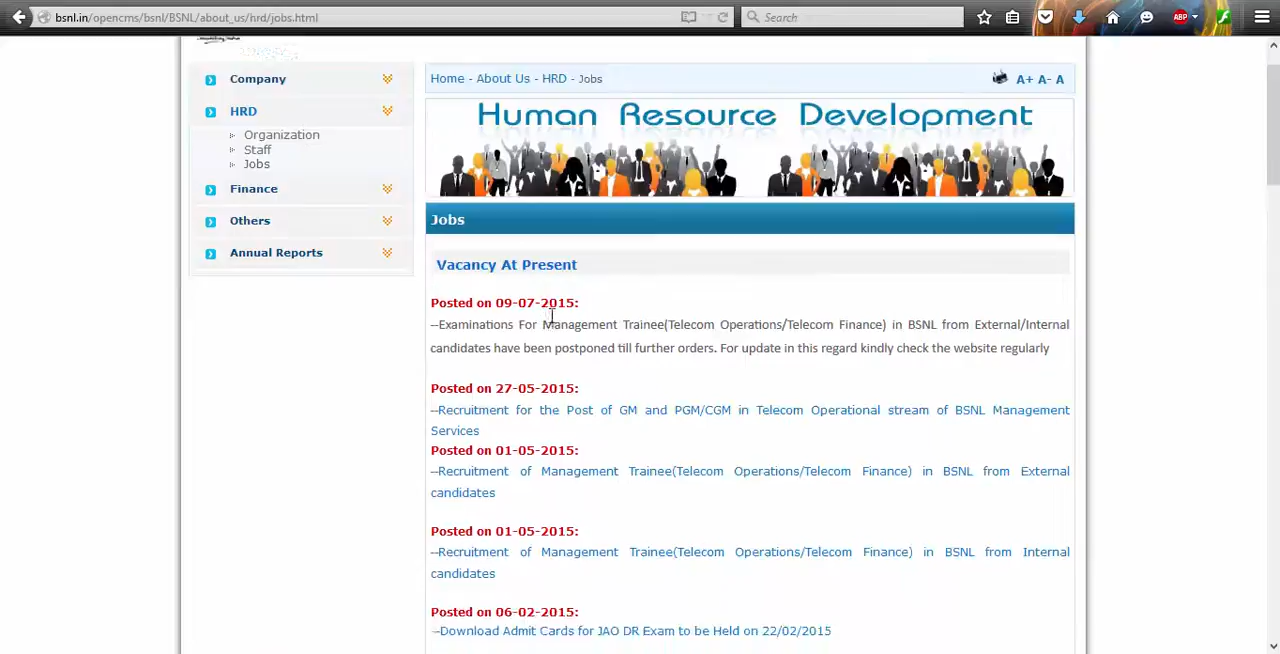 bsnl.in/opencms/bsnl/BSNL/about_us/hrd/jobs.html
Search
ABP
Company
HRD
Organization
Staff
Jobs
Finance
Others
Annual Reports
Home - About Us - HRD - Jobs
A+ A- A
Human Resource Development
Jobs
Vacancy At Present
Posted on 09-07-2015:
--Examinations For Management Trainee(Telecom Operations/Telecom Finance) in BSNL from External/Internal
candidates have been postponed till further orders. For update in this regard kindly check the website regularly
Posted on 27-05-2015:
--Recruitment for the Post of GM and PGM/CGM in Telecom Operational stream of BSNL Management
Services
Posted on 01-05-2015:
--Recruitment of Management Trainee(Telecom Operations/Telecom Finance) in BSNL from External
candidates
Posted on 01-05-2015:
--Recruitment of Management Trainee(Telecom Operations/Telecom Finance) in BSNL from Internal
candidates
Posted on 06-02-2015:
--Download Admit Cards for JAO DR Exam to be Held on 22/02/2015